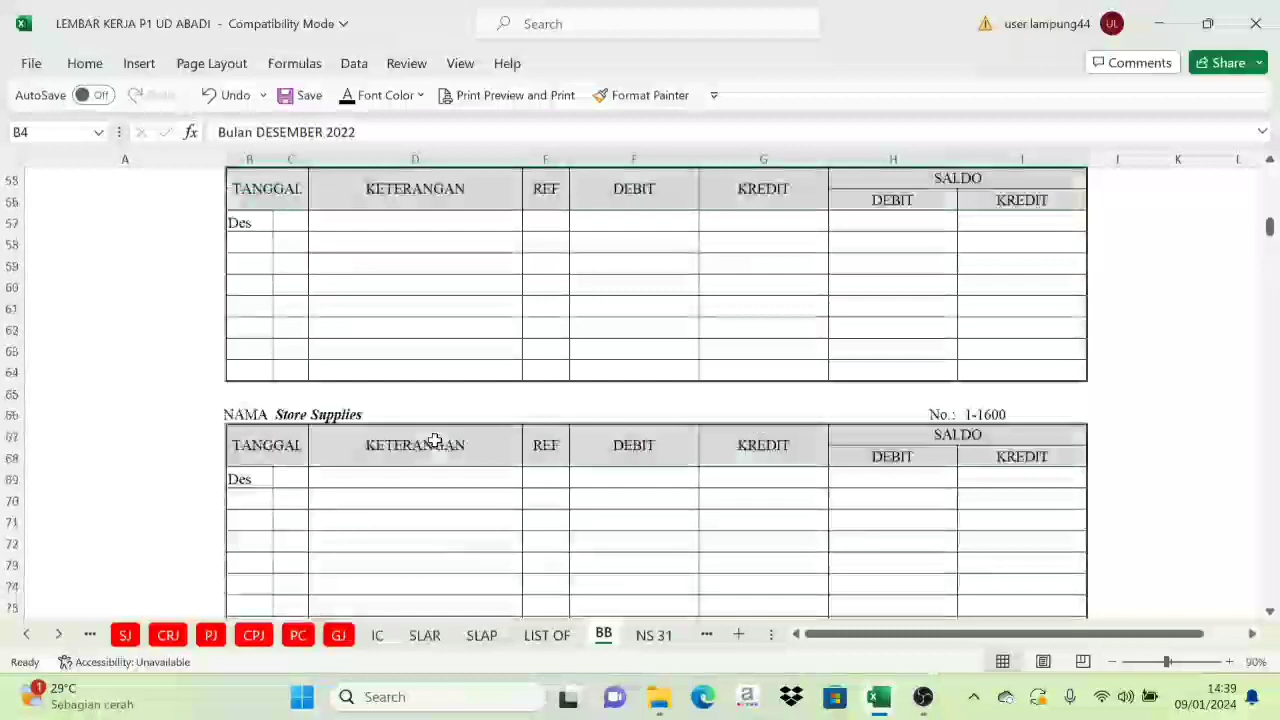 LEMBAR KERJA P1 UD ABADI - Compatibility Mode
Search
user lampung44 UL
File Home Insert Page Layout Formulas Data Review View Help Comments Share
AutoSave Off Undo Save Font Color Print Preview and Print Format Painter
B4 fx Bulan DESEMBER 2022
A B C D E F G H I J K L
55 TANGGAL KETERANGAN REF DEBIT KREDIT SALDO
56 DEBIT KREDIT
57 Des
58
59
60
61
62
63
64
65
66 NAMA Store Supplies No.: 1-1600
67 TANGGAL KETERANGAN REF DEBIT KREDIT SALDO
68 DEBIT KREDIT
69 Des
70
71
72
73
74
75
SJ CRJ PJ CPJ PC GJ IC SLAR SLAP LIST OF BB NS 31
Ready Accessibility: Unavailable 90%
1 29°C Search 14:39
Sebagian cerah 09/01/2024